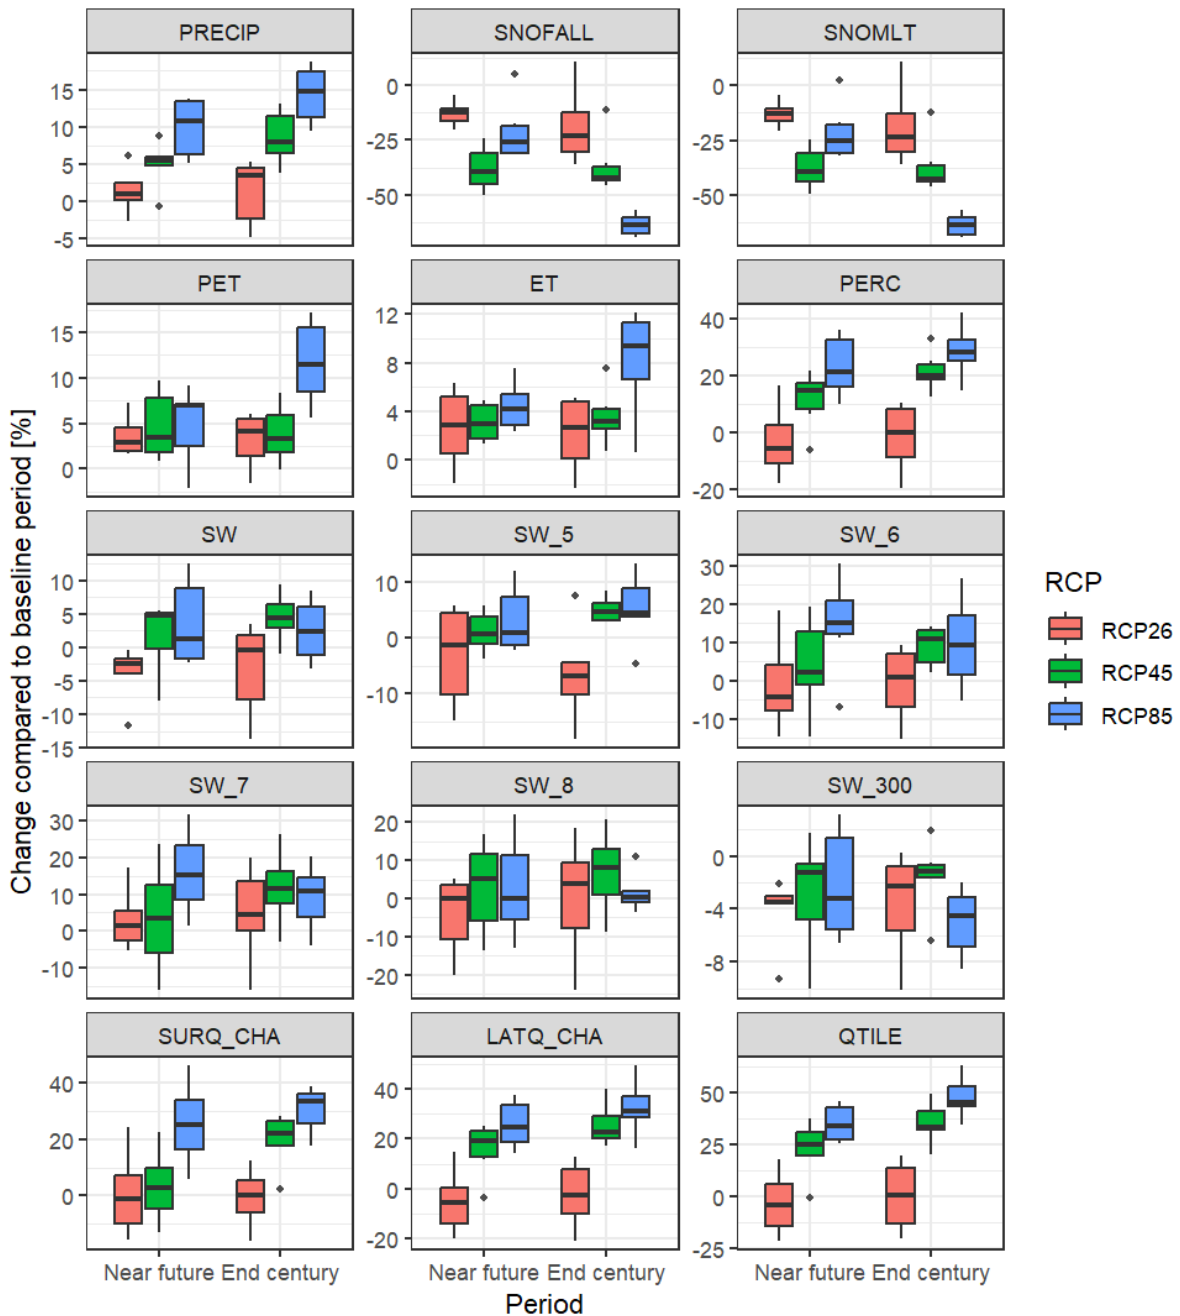 PRECIP
SNOFALL
SNOMLT
15
10
5
0
-5
0
-25
-50
0
-25
-50
PET
ET
PERC
15
10
5
0
12
8
4
0
40
20
0
-20
SW
SW_5
SW_6
10
5
0
-5
-10
-15
10
0
-10
30
20
10
0
-10
SW_7
SW_8
SW_300
30
20
10
0
-10
20
10
0
-10
-20
0
-4
-8
SURQ_CHA
LATQ_CHA
QTILE
40
20
0
40
20
0
-20
50
25
0
-25
Near future End century
Near future End century
Near future End century
Period
Change compared to baseline period [%]
RCP
RCP26
RCP45
RCP85